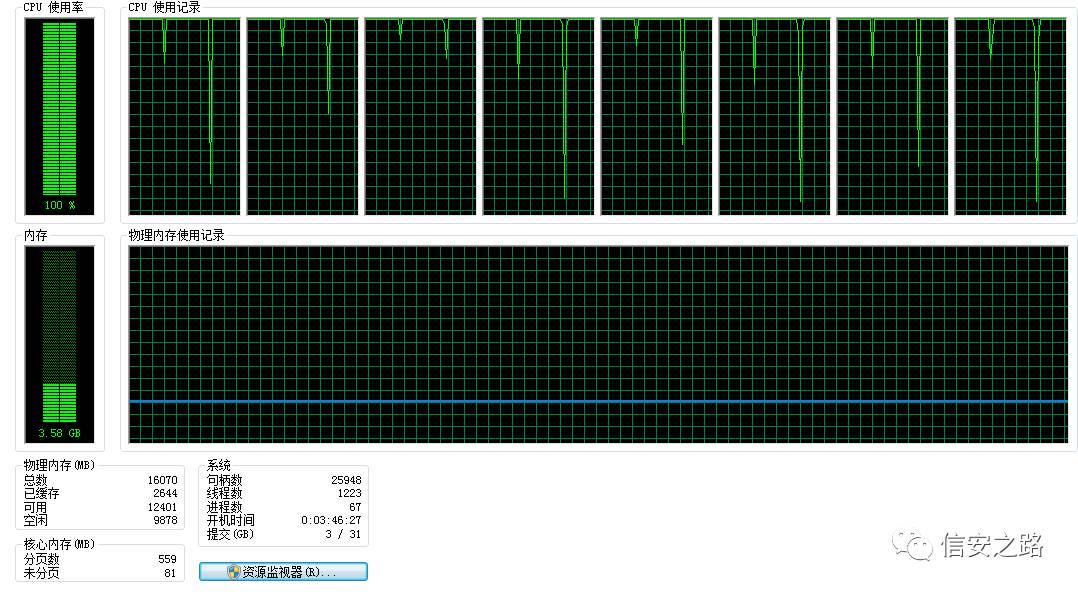 CPU 使用率
CPU 使用记录
100 %
内存
物理内存使用记录
3.58 GB
物理内存(MB)
总数 16070
已缓存 2644
可用 12401
空闲 9878
核心内存(MB)
分页数 559
未分页 81
系统
句柄数 25948
线程数 1223
进程数 67
开机时间 0:03:46:27
提交(GB) 3 / 31
资源监视器(R)...
信安之路